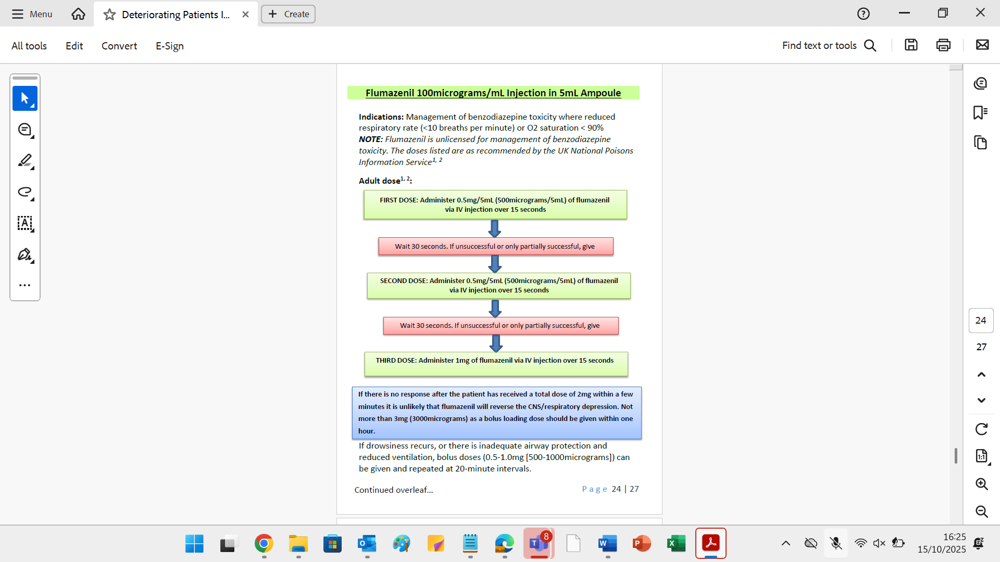 Menu
Deteriorating Patients I...
Create
All tools
Edit
Convert
E-Sign
Find text or tools
Flumazenil 100micrograms/mL Injection in 5mL Ampoule
Indications: Management of benzodiazepine toxicity where reduced
respiratory rate (<10 breaths per minute) or O2 saturation < 90%
NOTE: Flumazenil is unlicensed for management of benzodiazepine
toxicity. The doses listed are as recommended by the UK National Poisons
Information Service1, 2
Adult dose1, 2:
FIRST DOSE: Administer 0.5mg/5mL (500micrograms/5mL) of flumazenil
via IV injection over 15 seconds
Wait 30 seconds. If unsuccessful or only partially successful, give
SECOND DOSE: Administer 0.5mg/5mL (500micrograms/5mL) of flumazenil
via IV injection over 15 seconds
Wait 30 seconds. If unsuccessful or only partially successful, give
THIRD DOSE: Administer 1mg of flumazenil via IV injection over 15 seconds
If there is no response after the patient has received a total dose of 2mg within a few
minutes it is unlikely that flumazenil will reverse the CNS/respiratory depression. Not
more than 3mg (3000micrograms) as a bolus loading dose should be given within one
hour.
If drowsiness recurs, or there is inadequate airway protection and
reduced ventilation, bolus doses (0.5-1.0mg [500-1000micrograms]) can
be given and repeated at 20-minute intervals.
Continued overleaf...
Page 24 | 27
24
27
8
16:25
15/10/2025